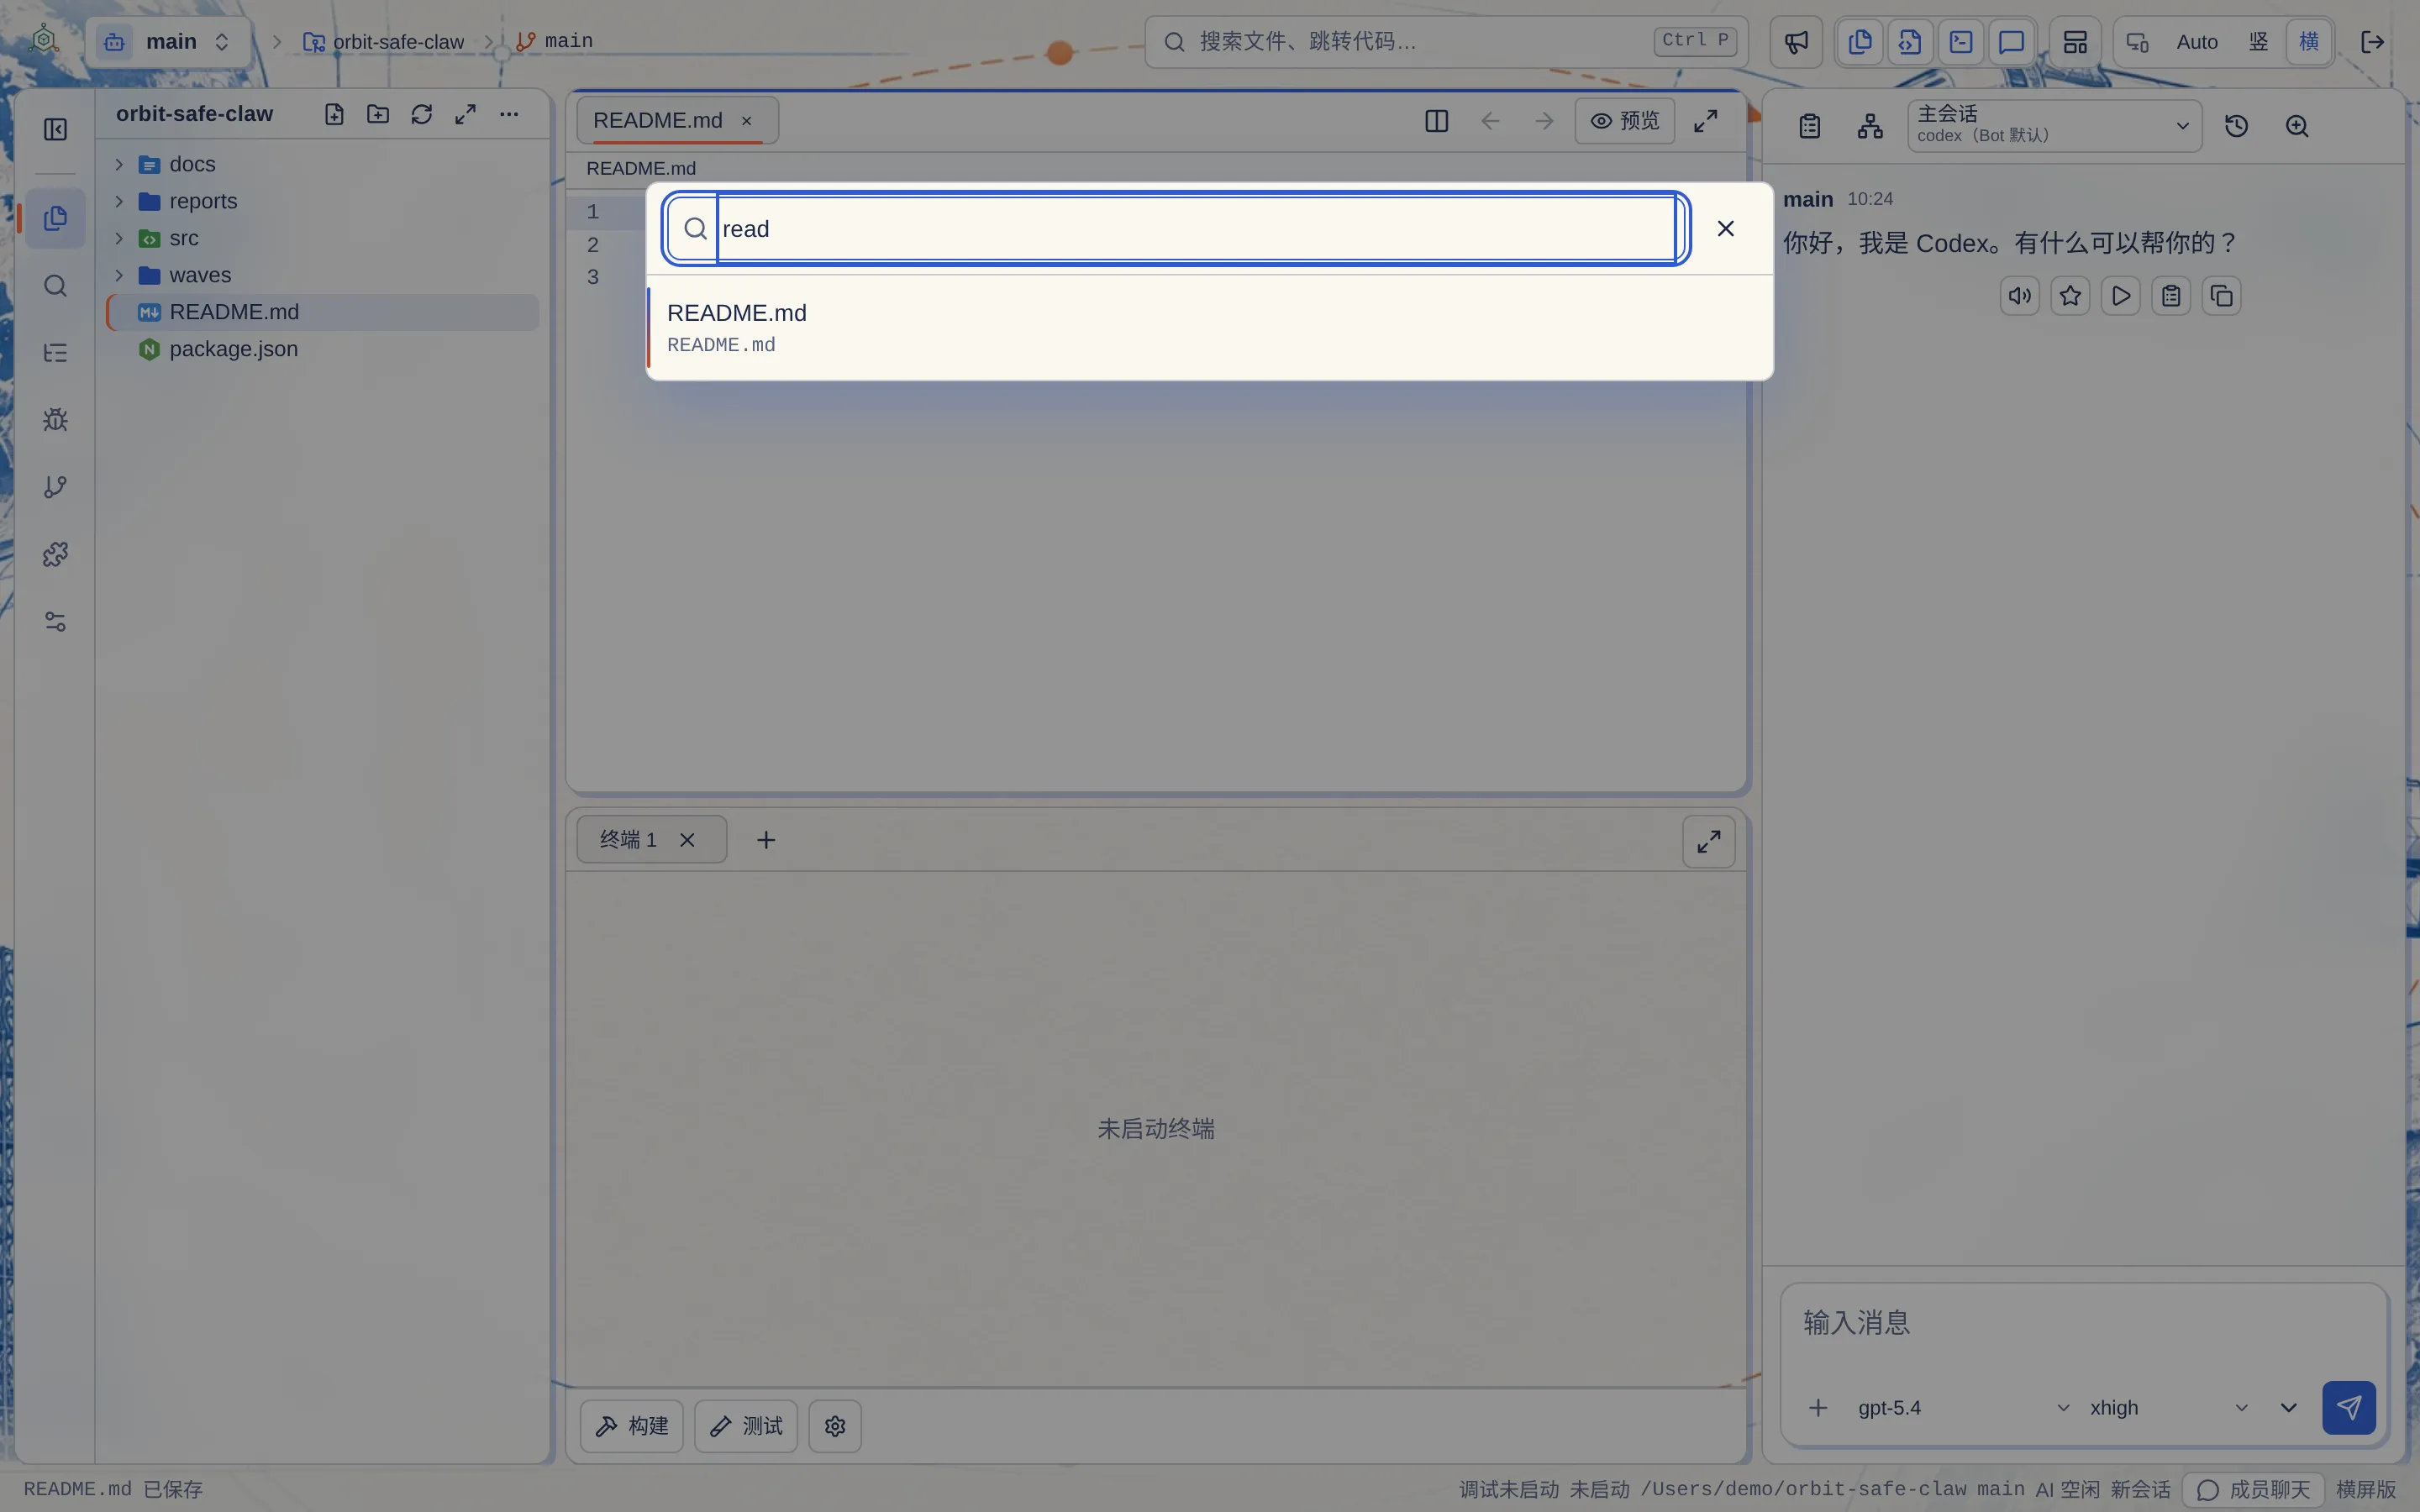 main
orbit-safe-claw
main
搜索文件、跳转代码...
Ctrl P
Auto
竖
横
orbit-safe-claw
docs
reports
src
waves
README.md
package.json
README.md
预览
README.md
1
2
3
read
README.md
README.md
终端 1
未启动终端
构建
测试
主会话
codex（Bot 默认）
main 10:24
你好，我是 Codex。有什么可以帮你的？
输入消息
gpt-5.4
xhigh
README.md 已保存
调试未启动 未启动 /Users/demo/orbit-safe-claw main AI 空闲 新会话 成员聊天 横屏版